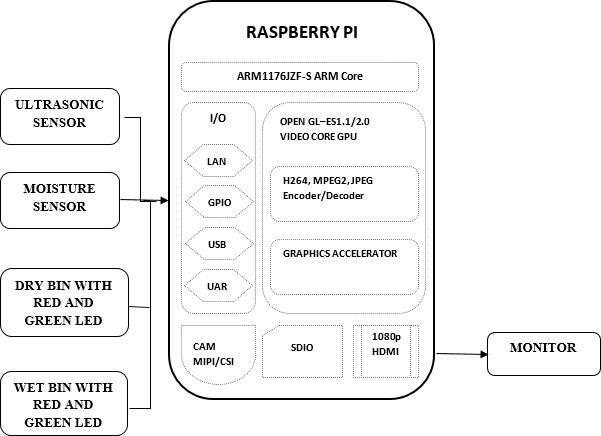 RASPBERRY PI
ARM1176JZF-S ARM Core
ULTRASONIC
SENSOR
MOISTURE
SENSOR
DRY BIN WITH
RED AND
GREEN LED
WET BIN WITH
RED AND
GREEN LED
I/O
LAN
GPIO
USB
UAR
OPEN GL–ES1.1/2.0
VIDEO CORE GPU
H264, MPEG2, JPEG
Encoder/Decoder
GRAPHICS ACCELERATOR
CAM
MIPI/CSI
SDIO
1080p
HDMI
MONITOR